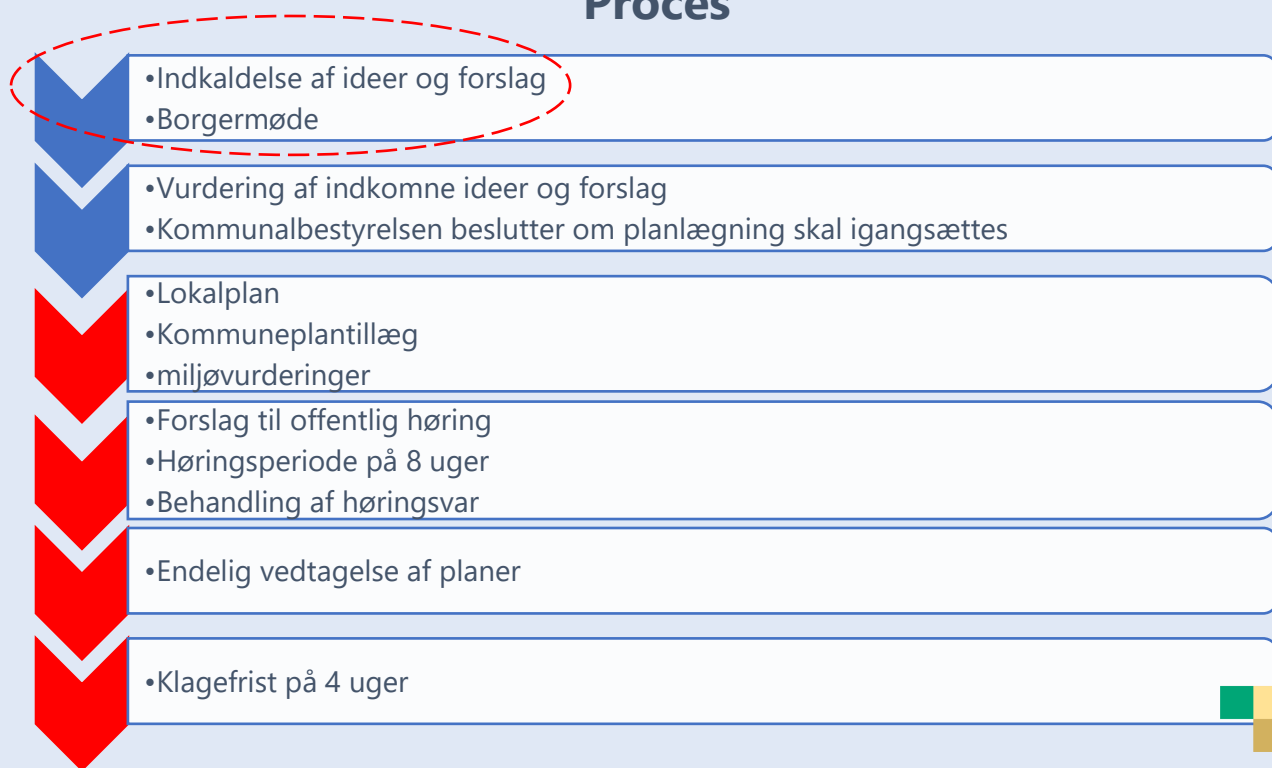 Proces
•Indkaldelse af ideer og forslag
•Borgermøde
•Vurdering af indkomne ideer og forslag
•Kommunalbestyrelsen beslutter om planlægning skal igangsættes
•Lokalplan
•Kommuneplantillæg
•miljøvurderinger
•Forslag til offentlig høring
•Høringsperiode på 8 uger
•Behandling af høringsvar
•Endelig vedtagelse af planer
•Klagefrist på 4 uger